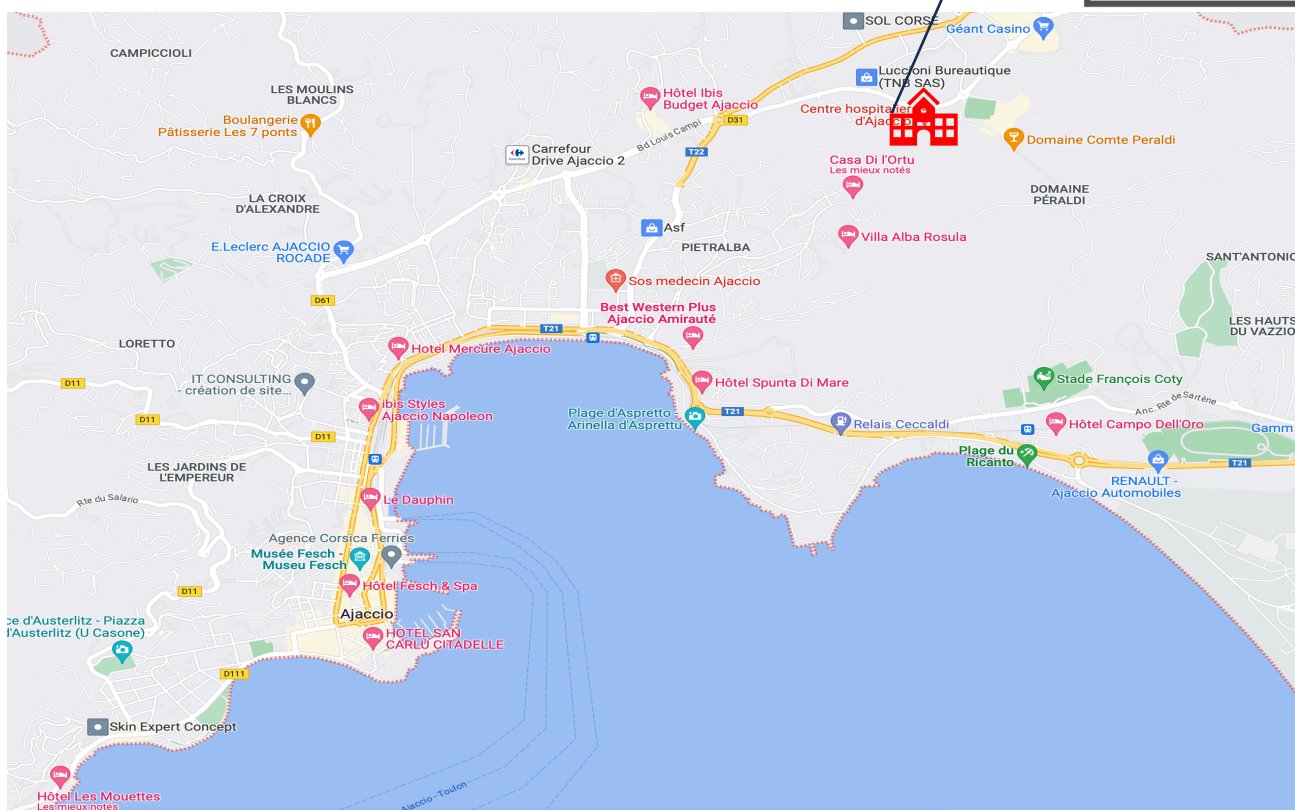 SOL CORSE
Géant Casino
CAMPICCIOLI
Luccioni Bureautique
(TNB SAS)
LES MOULINS
BLANCS
Hôtel Ibis
Budget Ajaccio
Centre hospitalier
d'Ajaccio
Boulangerie
Pâtisserie Les 7 ponts
D31
Bd Louis Campi
Domaine Comte Peraldi
Carrefour
Drive Ajaccio 2
T22
Casa Di l'Ortu
Les mieux notés
DOMAINE
PÉRALDI
LA CROIX
D'ALEXANDRE
Asf
Villa Alba Rosula
E.Leclerc AJACCIO
ROCADE
PIETRALBA
SANT'ANTONIO
Sos medecin Ajaccio
D61
Best Western Plus
Ajaccio Amirauté
LES HAUTS
DU VAZZIO
T21
LORETTO
Hotel Mercure Ajaccio
D11
IT CONSULTING
- création de site...
Hôtel Spunta Di Mare
Stade François Coty
ibis Styles
Ajaccio Napoleon
Anc. Rte de Sartène
Plage d'Aspretto
Arinella d'Asprettu
T21
D11
Relais Ceccaldi
Hôtel Campo Dell'Oro
Gamm
D11
Plage du
Ricanto
T21
LES JARDINS DE
L'EMPEREUR
RENAULT -
Ajaccio Automobiles
Rte du Salario
Le Dauphin
Agence Corsica Ferries
Musée Fesch -
Museu Fesch
Hôtel Fesch & Spa
D11
Ajaccio
ce d'Austerlitz - Piazza
d'Austerlitz (U Casone)
HOTEL SAN
CARLU CITADELLE
D111
Skin Expert Concept
Hôtel Les Mouettes
Les mieux notés
Ajaccio - Toulon